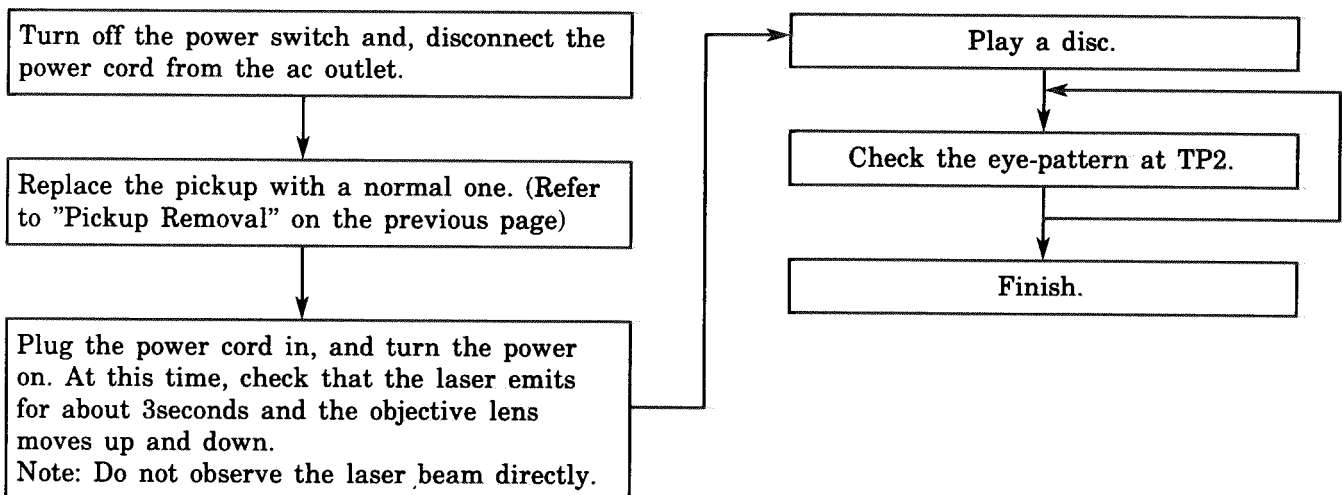 Turn off the power switch and, disconnect the
power cord from the ac outlet.
Replace the pickup with a normal one. (Refer
to ”Pickup Removal” on the previous page)
Plug the power cord in, and turn the power
on. At this time, check that the laser emits
for about 3seconds and the objective lens
moves up and down.
Note: Do not observe the laser beam directly.
Play a disc.
Check the eye-pattern at TP2.
Finish.